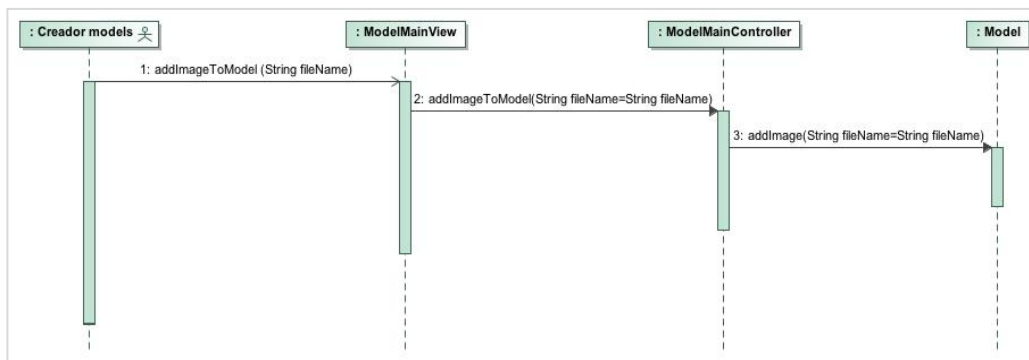 : Creador models
: ModelMainView
: ModelMainController
: Model
1: addImageToModel (String fileName)
2: addImageToModel(String fileName=String fileName)
3: addImage(String fileName=String fileName)